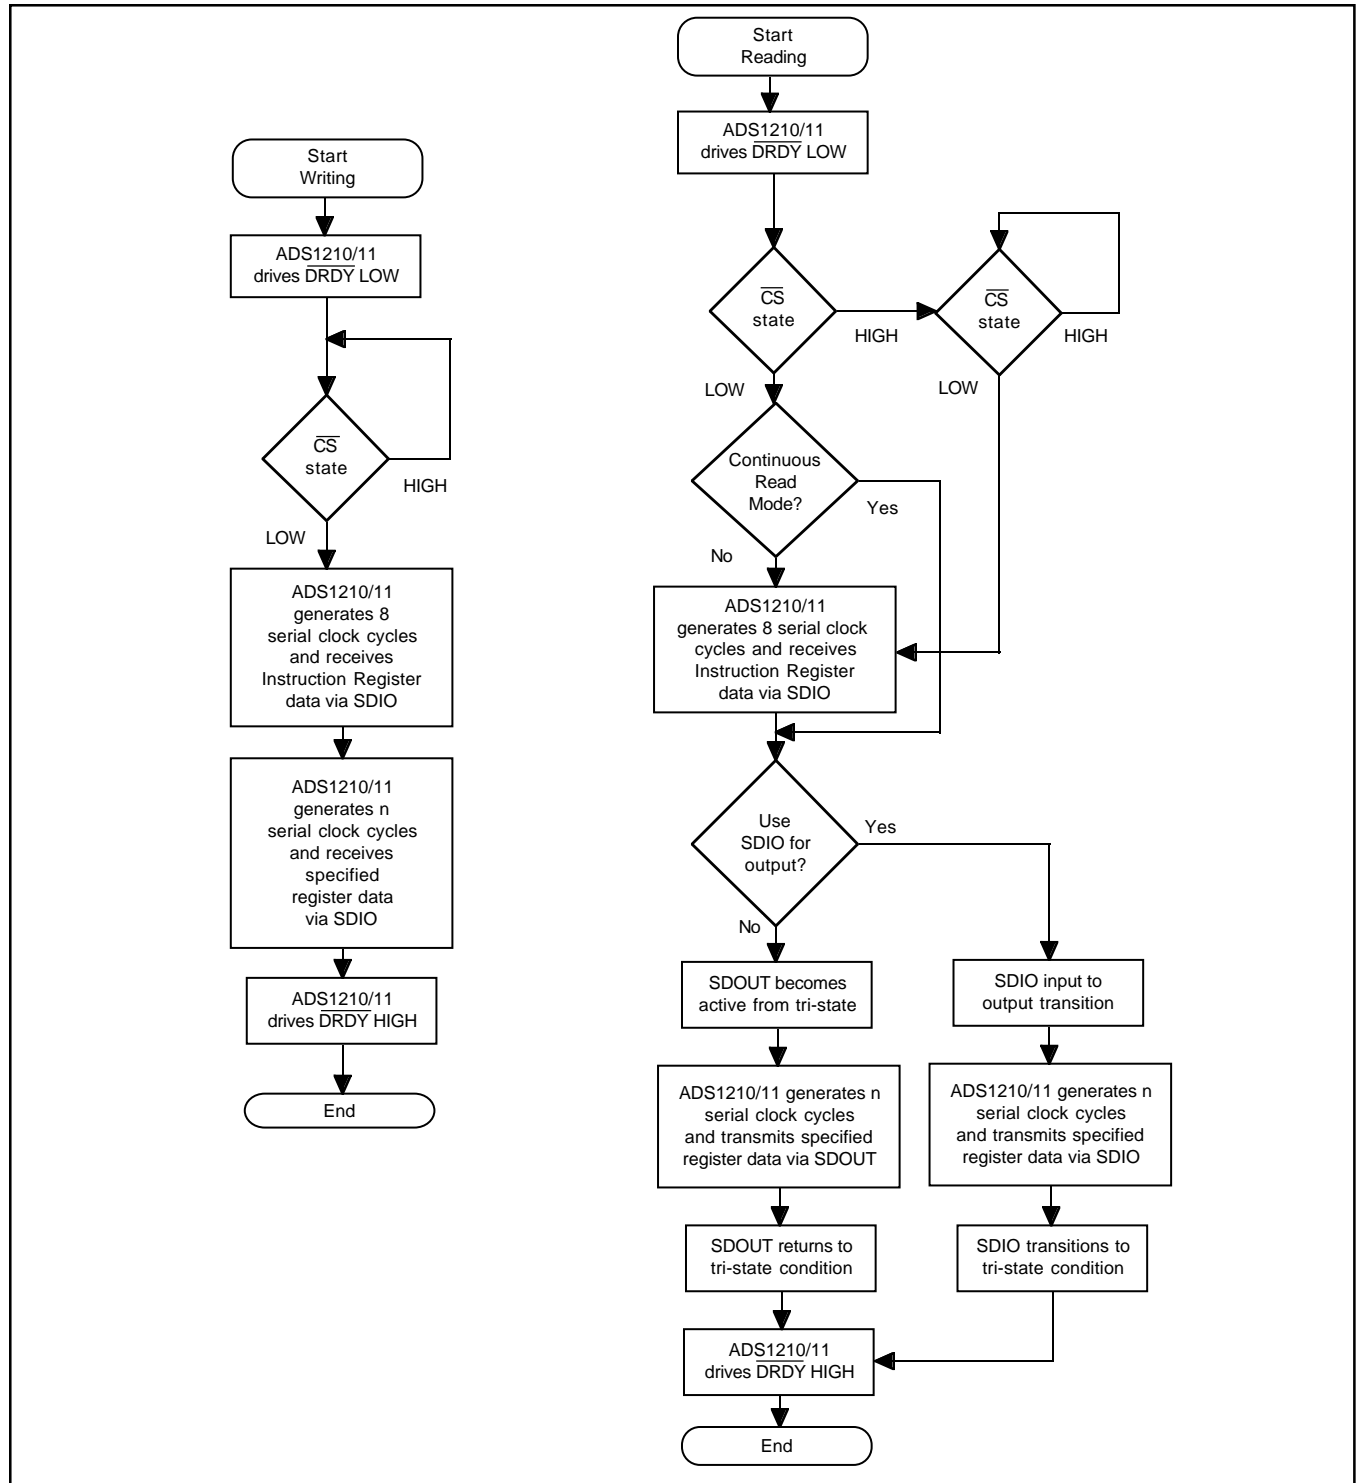 Start
Writing
ADS1210/11
drives DRDY LOW
CS
state
HIGH
LOW
ADS1210/11
generates 8
serial clock cycles
and receives
Instruction Register
data via SDIO
ADS1210/11
generates n
serial clock cycles
and receives
specified
register data
via SDIO
ADS1210/11
drives DRDY HIGH
End
Start
Reading
ADS1210/11
drives DRDY LOW
CS
state
HIGH
CS
state
HIGH
LOW
LOW
Continuous
Read
Mode?
Yes
No
ADS1210/11
generates 8 serial clock
cycles and receives
Instruction Register
data via SDIO
Use
SDIO for
output?
Yes
No
SDOUT becomes
active from tri-state
SDIO input to
output transition
ADS1210/11 generates n
serial clock cycles
and transmits specified
register data via SDOUT
ADS1210/11 generates n
serial clock cycles
and transmits specified
register data via SDIO
SDOUT returns to
tri-state condition
SDIO transitions to
tri-state condition
ADS1210/11
drives DRDY HIGH
End